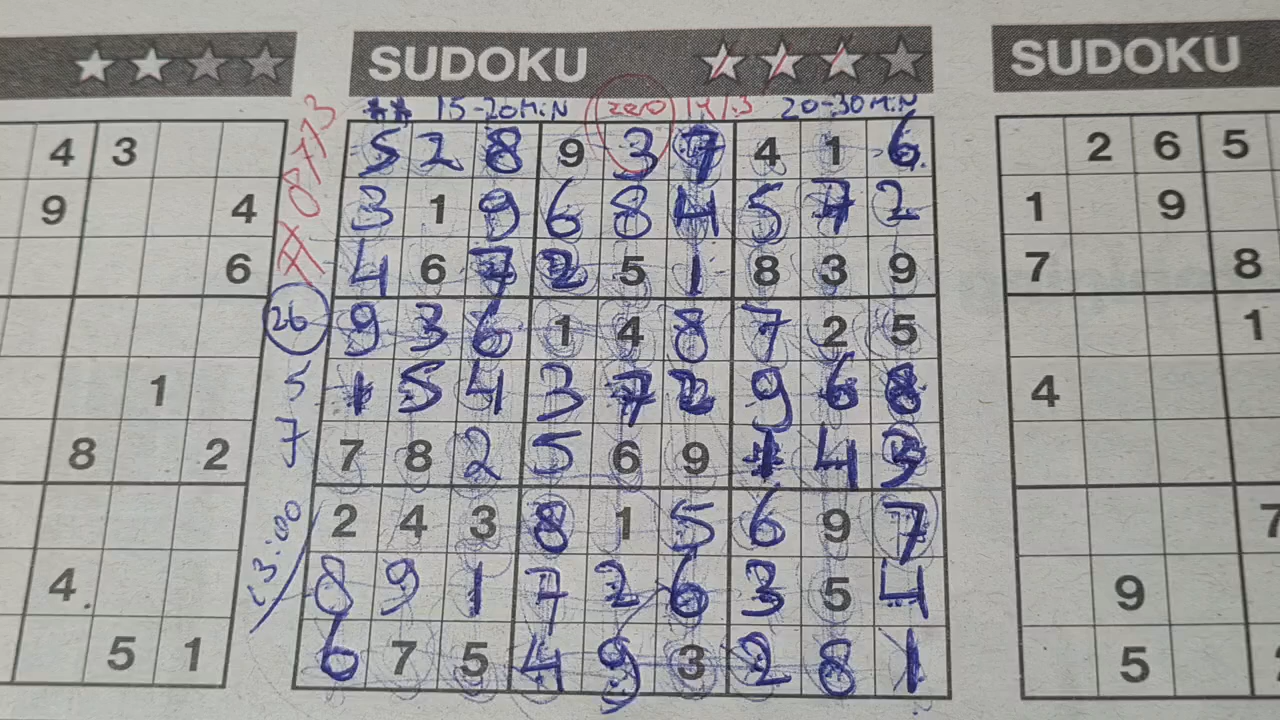 SUDOKU
SUDOKU
15-20 MiN
zero
20-30 MiN
4 3
9 4
6
1
8 2
4.
5 1
26
5
7
5 2 8 9 3 7 4 1 6
3 1 9 6 8 4 5 7 2
4 6 7 2 5 1 8 3 9
9 3 6 1 4 8 7 2 5
1 5 4 3 7 2 9 6 8
7 8 2 5 6 9 1 4 3
2 4 3 8 1 5 6 9 7
8 9 1 7 2 6 3 5 4
6 7 5 4 9 3 2 8 1
2 6 5
1 9
7 8
1
4
7
9
5